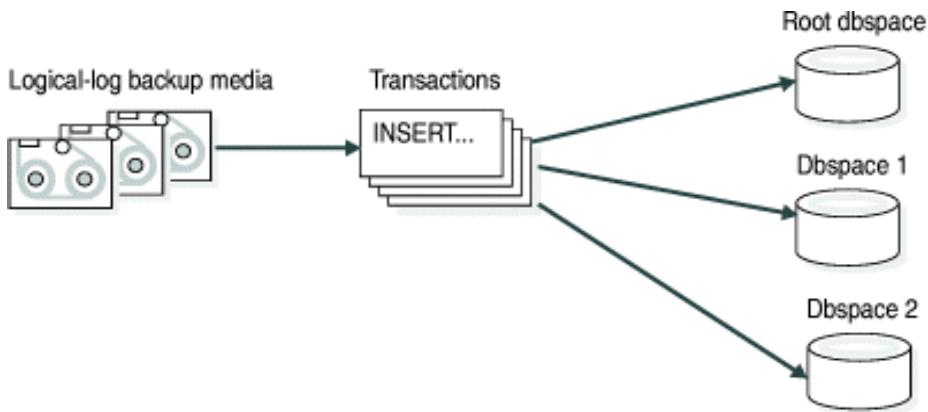 Root dbspace
Logical-log backup media
Transactions
INSERT...
Dbspace 1
Dbspace 2